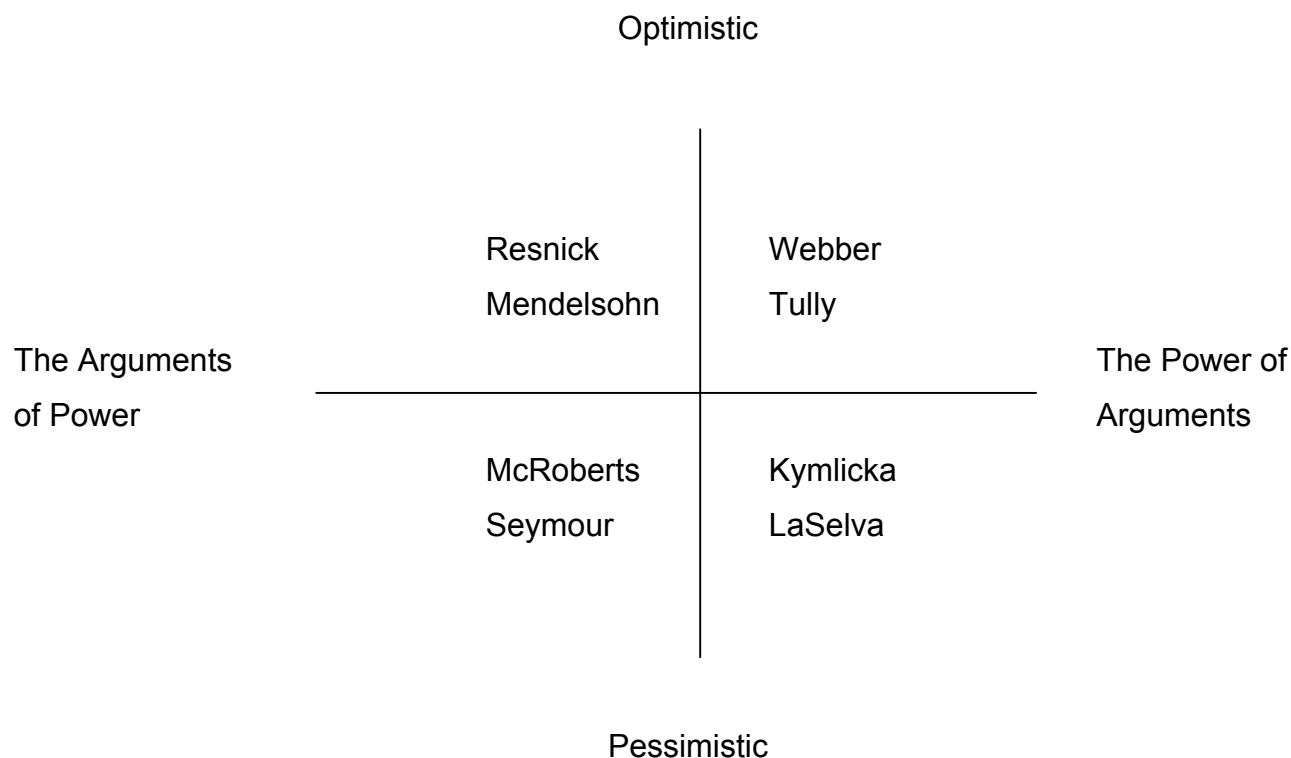 Optimistic
Resnick
Mendelsohn
Webber
Tully
The Arguments
of Power
The Power of
Arguments
McRoberts
Seymour
Kymlicka
LaSelva
Pessimistic